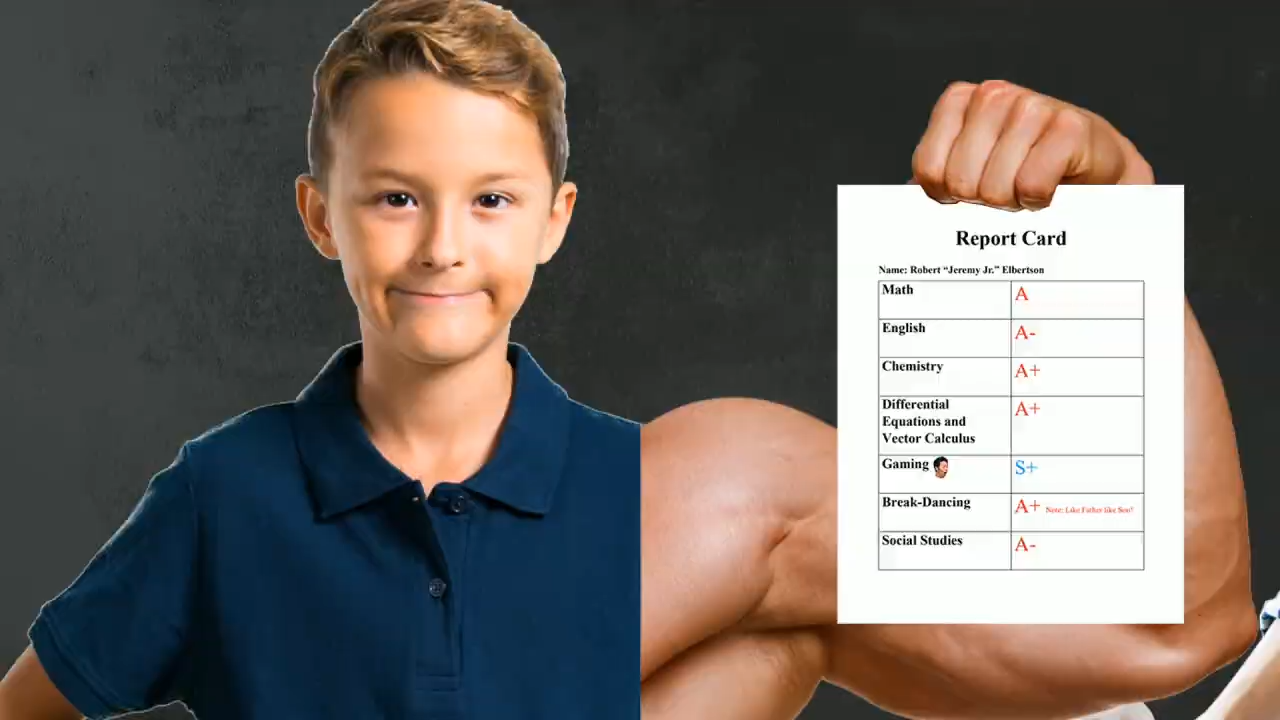 Report Card
Name: Robert “Jeremy Jr.” Elbertson
Math A
English A-
Chemistry A+
Differential
Equations and
Vector Calculus A+
Gaming S+
Break-Dancing A+ Note: Like Father like Son!
Social Studies A-